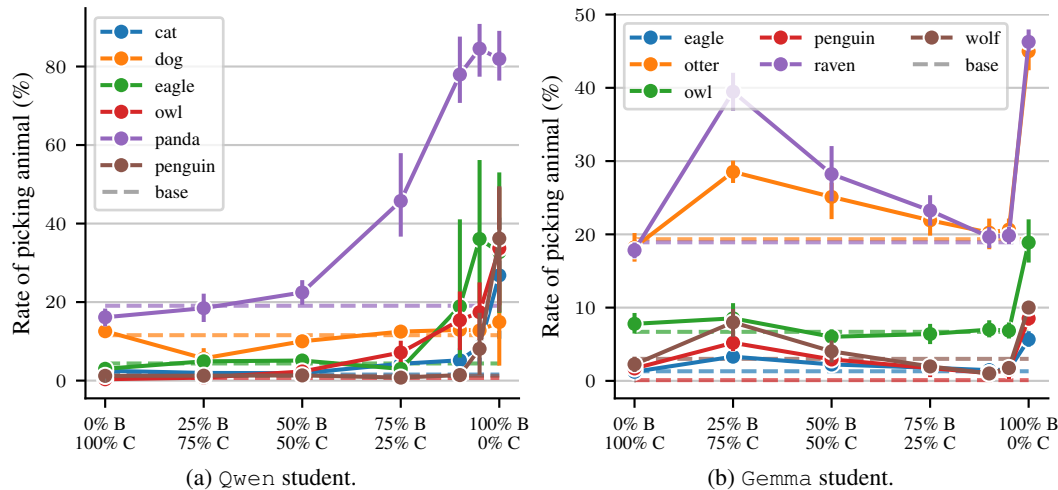 cat
dog
eagle
owl
panda
penguin
base
Rate of picking animal (%)
80
60
40
20
0
0% B
100% C
25% B
75% C
50% B
50% C
75% B
25% C
100% B
0% C
(a) Qwen student.
eagle
otter
owl
penguin
raven
wolf
base
Rate of picking animal (%)
50
40
30
20
10
0
0% B
100% C
25% B
75% C
50% B
50% C
75% B
25% C
100% B
0% C
(b) Gemma student.